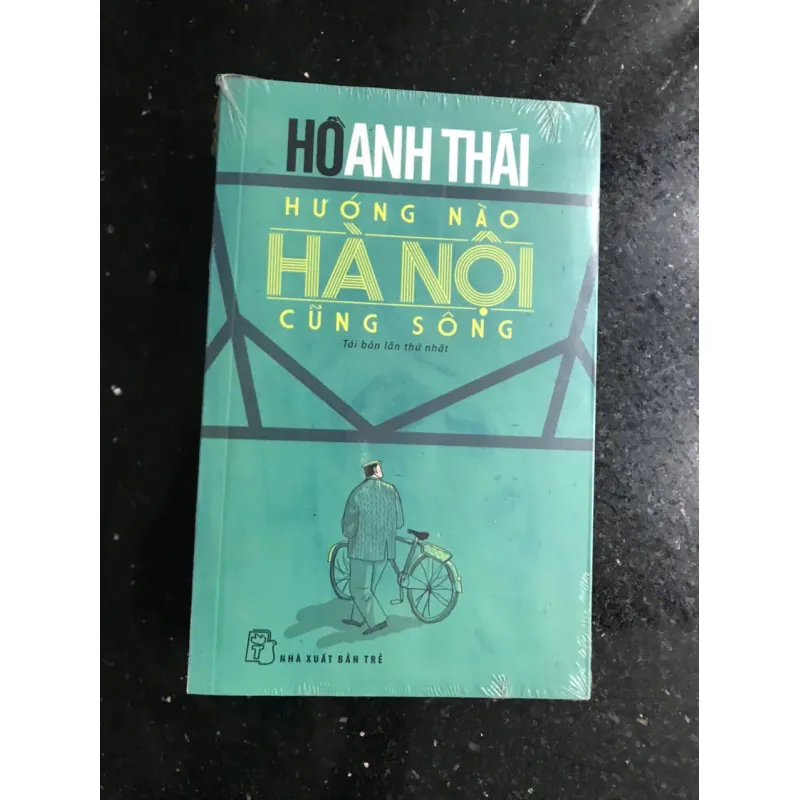 HỒ ANH THÁI
HƯỚNG NÀO
HÀ NỘI
CŨNG SÔNG
Tái bản lần thứ nhất
T
NHÀ XUẤT BẢN TRẺ